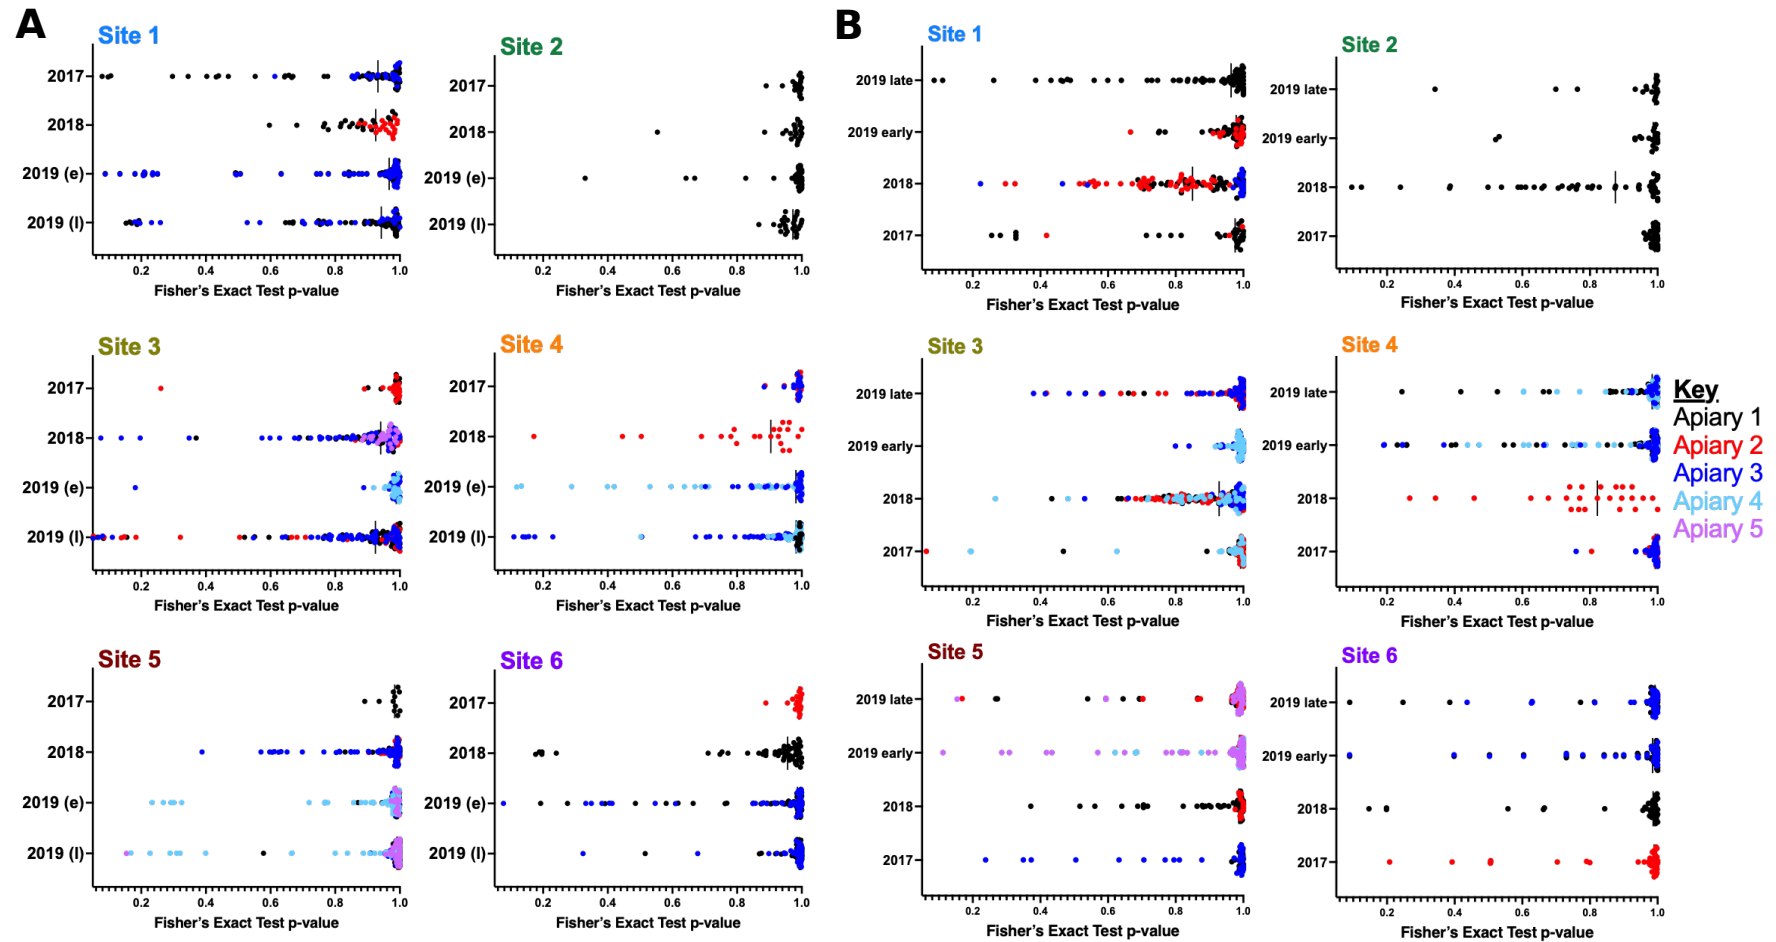 A
Site 1
2017
2018
2019 (e)
2019 (l)
0.2 0.4 0.6 0.8 1.0
Fisher's Exact Test p-value
Site 2
2017
2018
2019 (e)
2019 (l)
0.2 0.4 0.6 0.8 1.0
Fisher's Exact Test p-value
Site 3
2017
2018
2019 (e)
2019 (l)
0.2 0.4 0.6 0.8 1.0
Fisher's Exact Test p-value
Site 4
2017
2018
2019 (e)
2019 (l)
0.2 0.4 0.6 0.8 1.0
Fisher's Exact Test p-value
Site 5
2017
2018
2019 (e)
2019 (l)
0.2 0.4 0.6 0.8 1.0
Fisher's Exact Test p-value
Site 6
2017
2018
2019 (e)
2019 (l)
0.2 0.4 0.6 0.8 1.0
Fisher's Exact Test p-value
B
Site 1
2019 late
2019 early
2018
2017
0.2 0.4 0.6 0.8 1.0
Fisher's Exact Test p-value
Site 2
2019 late
2019 early
2018
2017
0.2 0.4 0.6 0.8 1.0
Fisher's Exact Test p-value
Site 3
2019 late
2019 early
2018
2017
0.2 0.4 0.6 0.8 1.0
Fisher's Exact Test p-value
Site 4
2019 late
2019 early
2018
2017
0.2 0.4 0.6 0.8 1.0
Fisher's Exact Test p-value
Site 5
2019 late
2019 early
2018
2017
0.2 0.4 0.6 0.8 1.0
Fisher's Exact Test p-value
Site 6
2019 late
2019 early
2018
2017
0.2 0.4 0.6 0.8 1.0
Fisher's Exact Test p-value
Key
Apiary 1
Apiary 2
Apiary 3
Apiary 4
Apiary 5